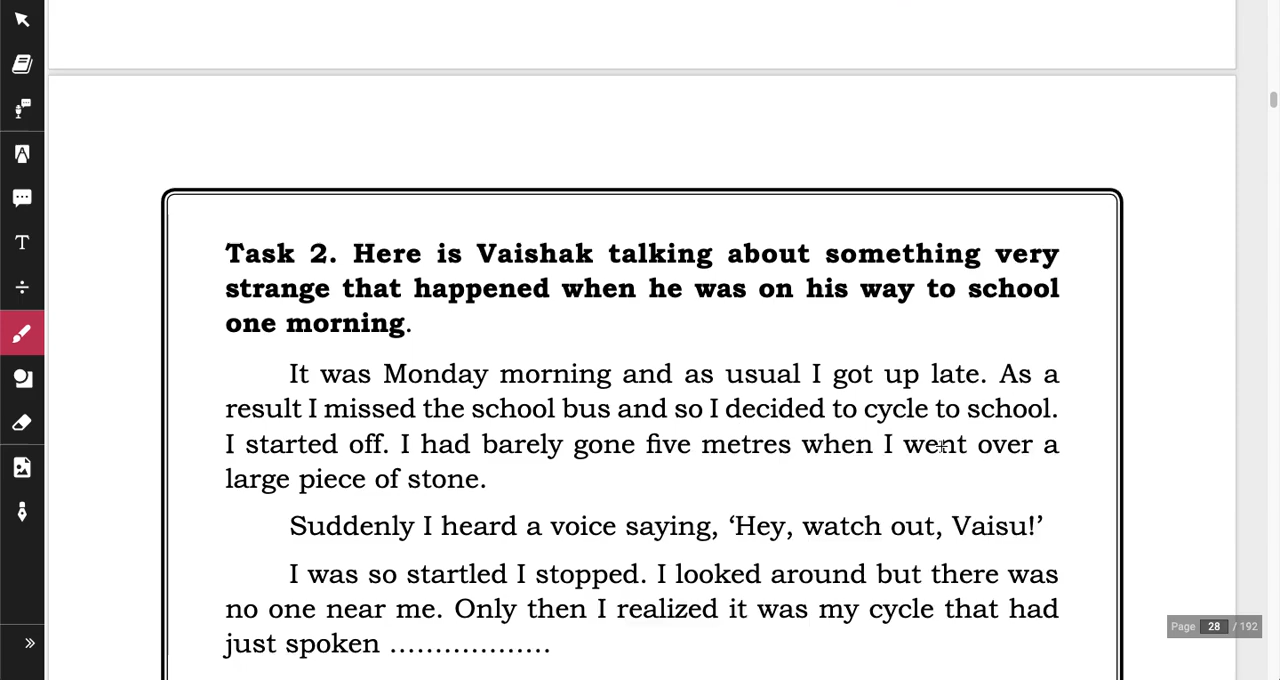 Task 2. Here is Vaishak talking about something very
strange that happened when he was on his way to school
one morning.
It was Monday morning and as usual I got up late. As a
result I missed the school bus and so I decided to cycle to school.
I started off. I had barely gone five metres when I went over a
large piece of stone.
Suddenly I heard a voice saying, ‘Hey, watch out, Vaisu!’
I was so startled I stopped. I looked around but there was
no one near me. Only then I realized it was my cycle that had
just spoken ..................
Page 28 / 192